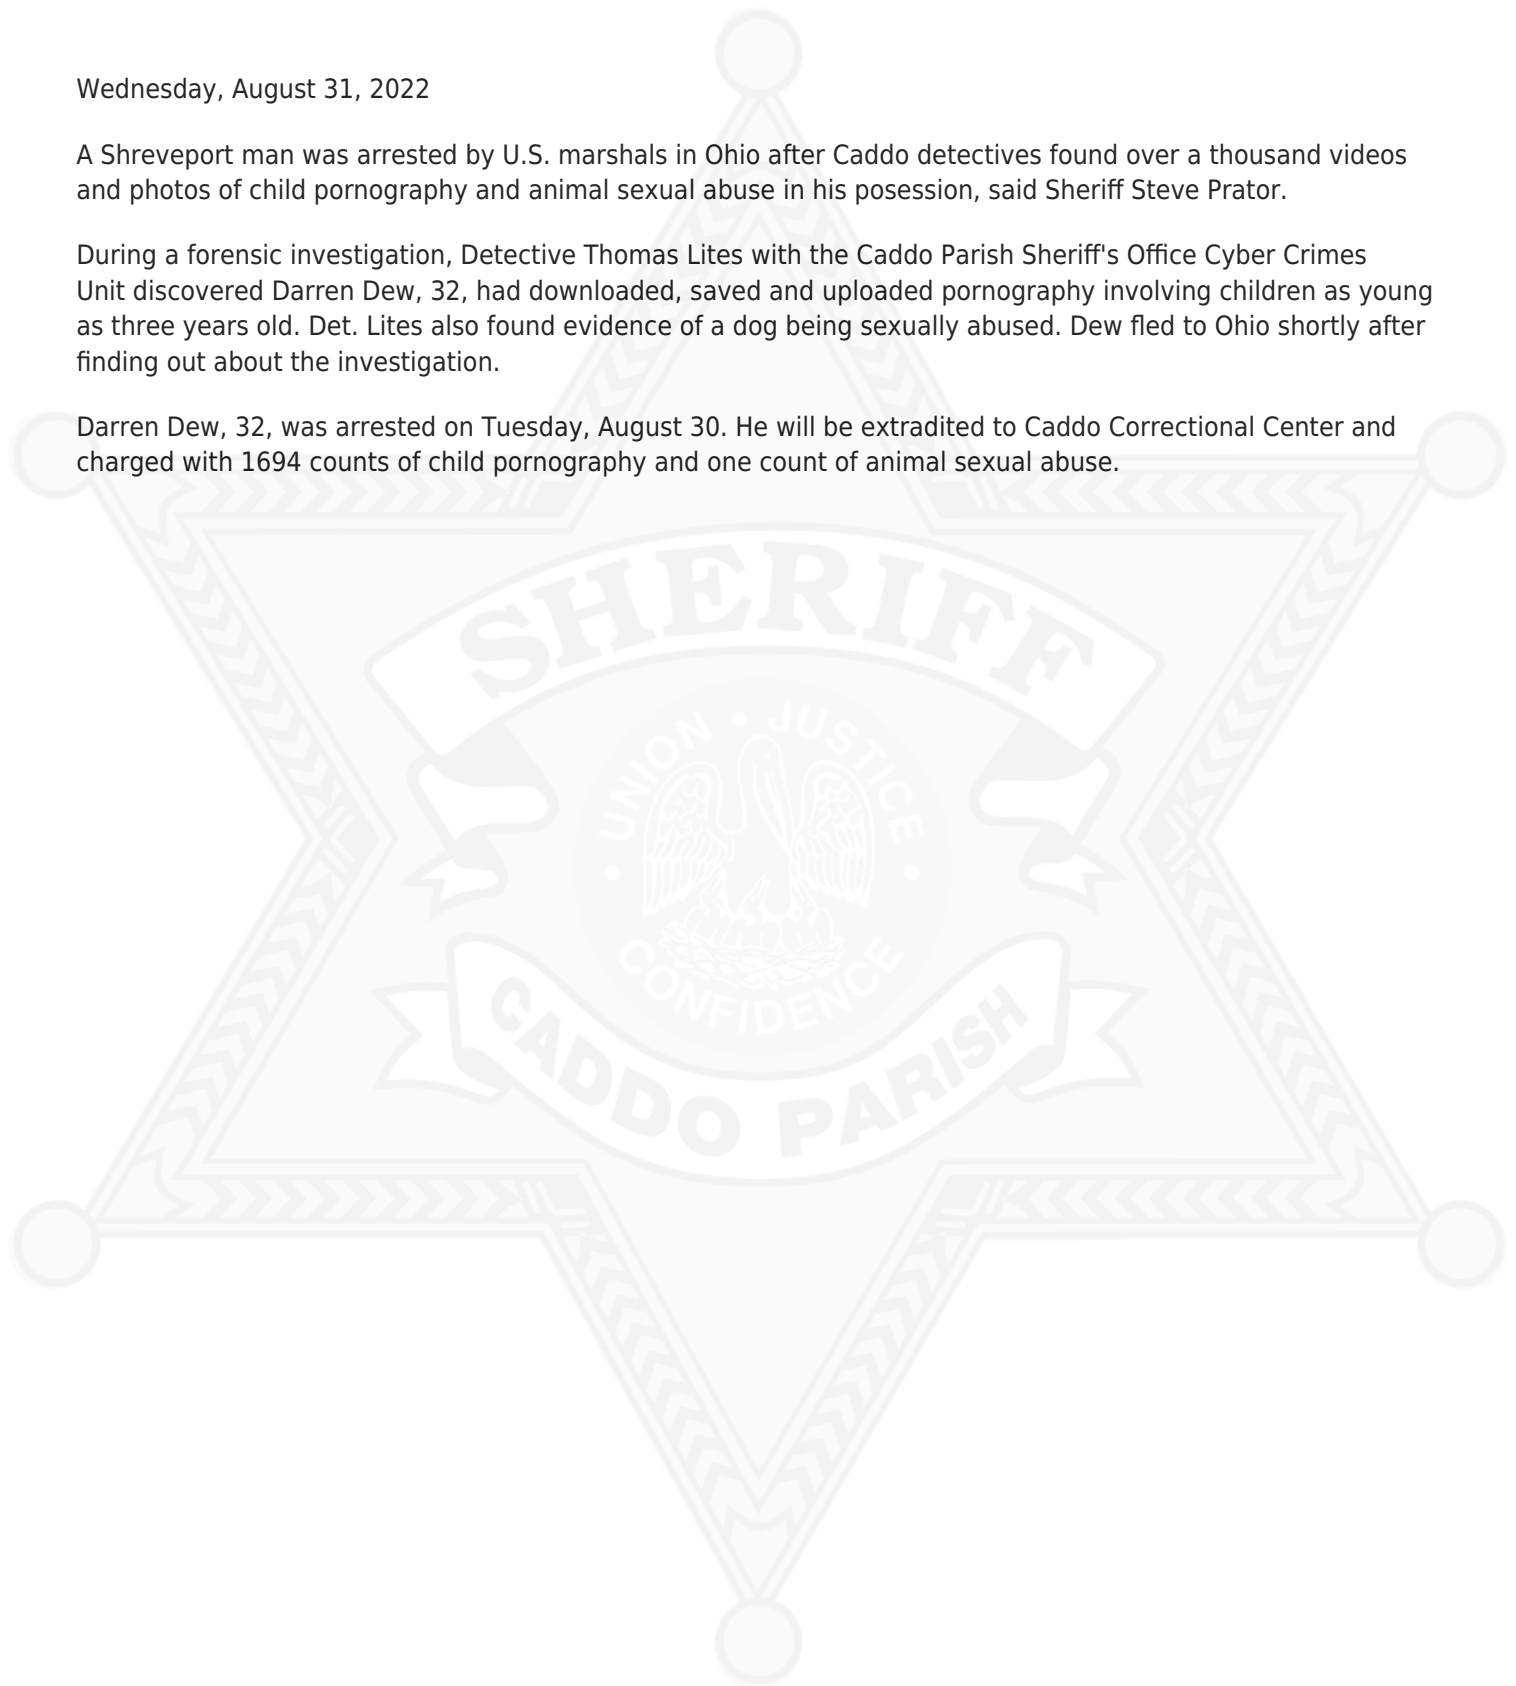 Wednesday, August 31, 2022
A Shreveport man was arrested by U.S. marshals in Ohio after Caddo detectives found over a thousand videos
and photos of child pornography and animal sexual abuse in his posession, said Sheriff Steve Prator.
During a forensic investigation, Detective Thomas Lites with the Caddo Parish Sheriff's Office Cyber Crimes
Unit discovered Darren Dew, 32, had downloaded, saved and uploaded pornography involving children as young
as three years old. Det. Lites also found evidence of a dog being sexually abused. Dew fled to Ohio shortly after
finding out about the investigation.
Darren Dew, 32, was arrested on Tuesday, August 30. He will be extradited to Caddo Correctional Center and
charged with 1694 counts of child pornography and one count of animal sexual abuse.
SHERIFF
UNION • JUSTICE
• CONFIDENCE •
CADDO PARISH